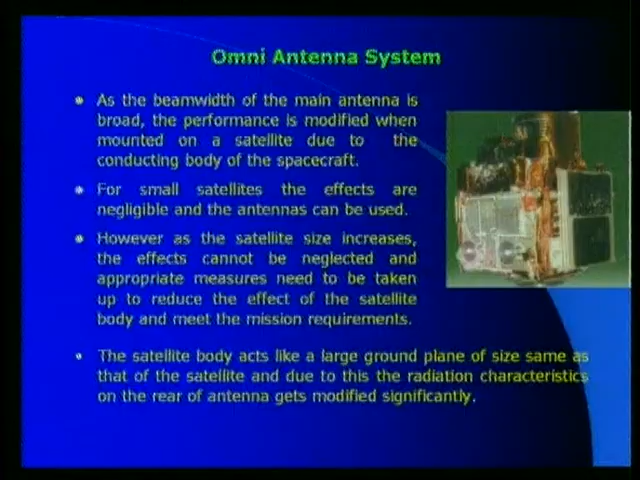 Omni Antenna System
As the beamwidth of the main antenna is
broad, the performance is modified when
mounted on a satellite due to the
conducting body of the spacecraft.
For small satellites the effects are
negligible and the antennas can be used.
However as the satellite size increases,
the effects cannot be neglected and
appropriate measures need to be taken
up to reduce the effect of the satellite
body and meet the mission requirements.
The satellite body acts like a large ground plane of size same as
that of the satellite and due to this the radiation characteristics
on the rear of antenna gets modified significantly.